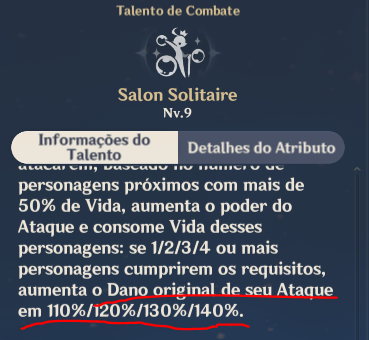 Talento de Combate
Salon Solitaire
Nv.9
Informações do
Talento
Detalhes do Atributo
atacarem, baseado no número de
personagens próximos com mais de
50% de Vida, aumenta o poder do
Ataque e consome Vida desses
personagens: se 1/2/3/4 ou mais
personagens cumprirem os requisitos,
aumenta o Dano original de seu Ataque
em 110%/120%/130%/140%.